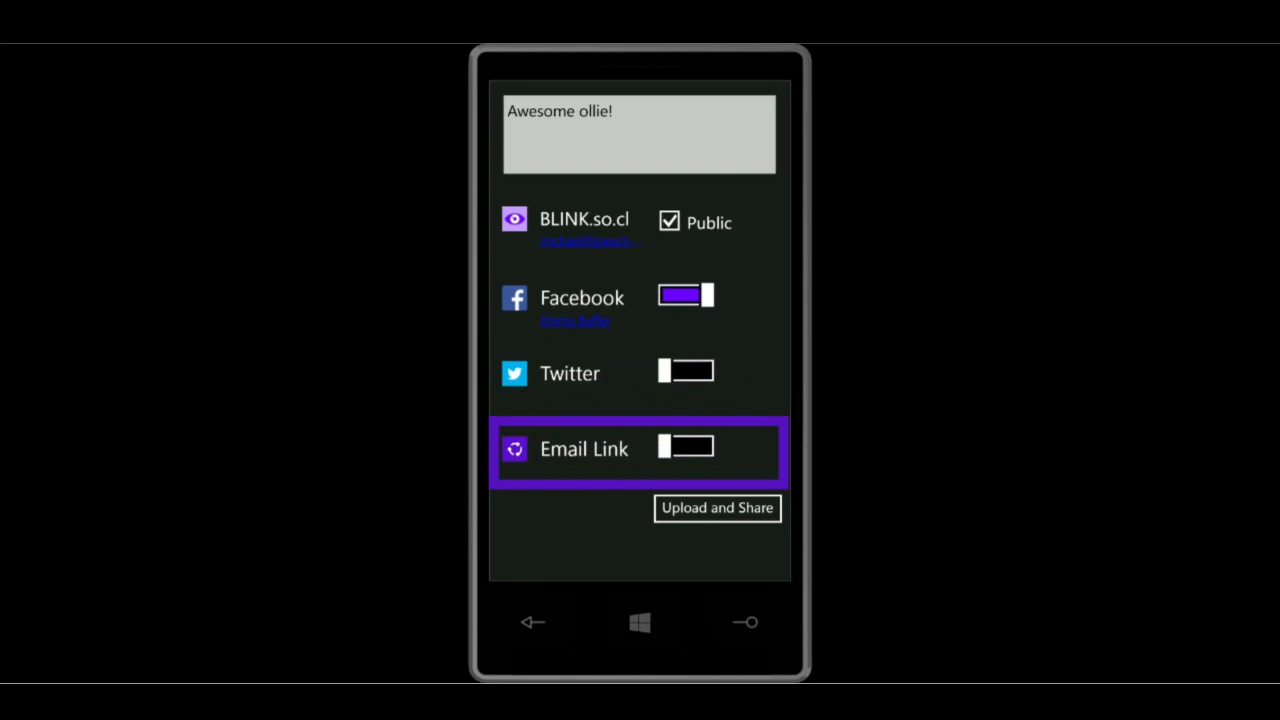 Awesome ollie!
BLINK.so.cl
Public
Facebook
Twitter
Email Link
Upload and Share